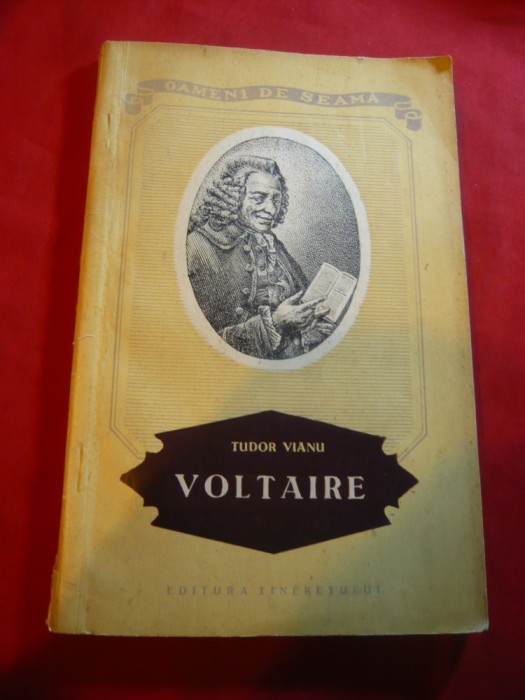 OAMENI DE SEAMĂ
TUDOR VIANU
VOLTAIRE
EDITURA TINERETULUI